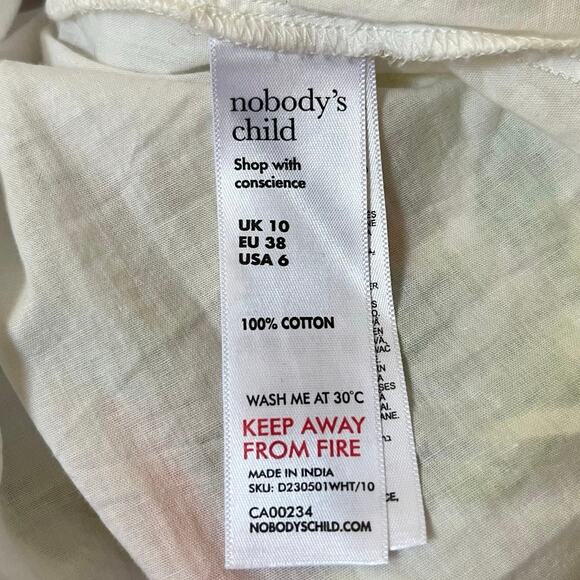 nobody's
child
Shop with
conscience
UK 10
EU 38
USA 6
100% COTTON
WASH ME AT 30°C
KEEP AWAY
FROM FIRE
MADE IN INDIA
SKU: D230501WHT/10
CA00234
NOBODYSCHILD.COM